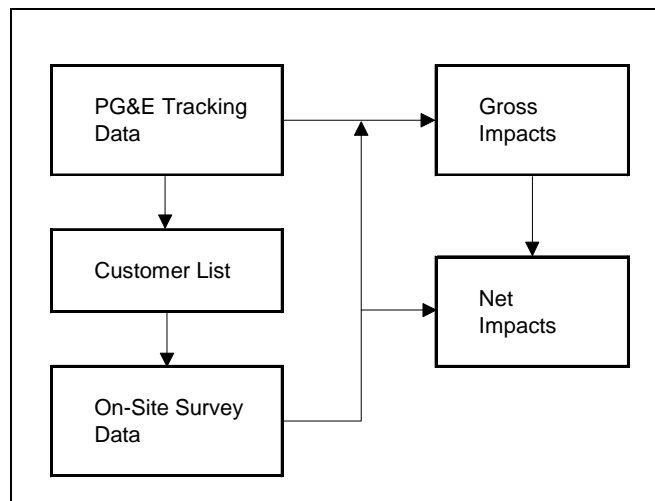 PG&E Tracking
Data
Customer List
On-Site Survey
Data
Gross
Impacts
Net
Impacts